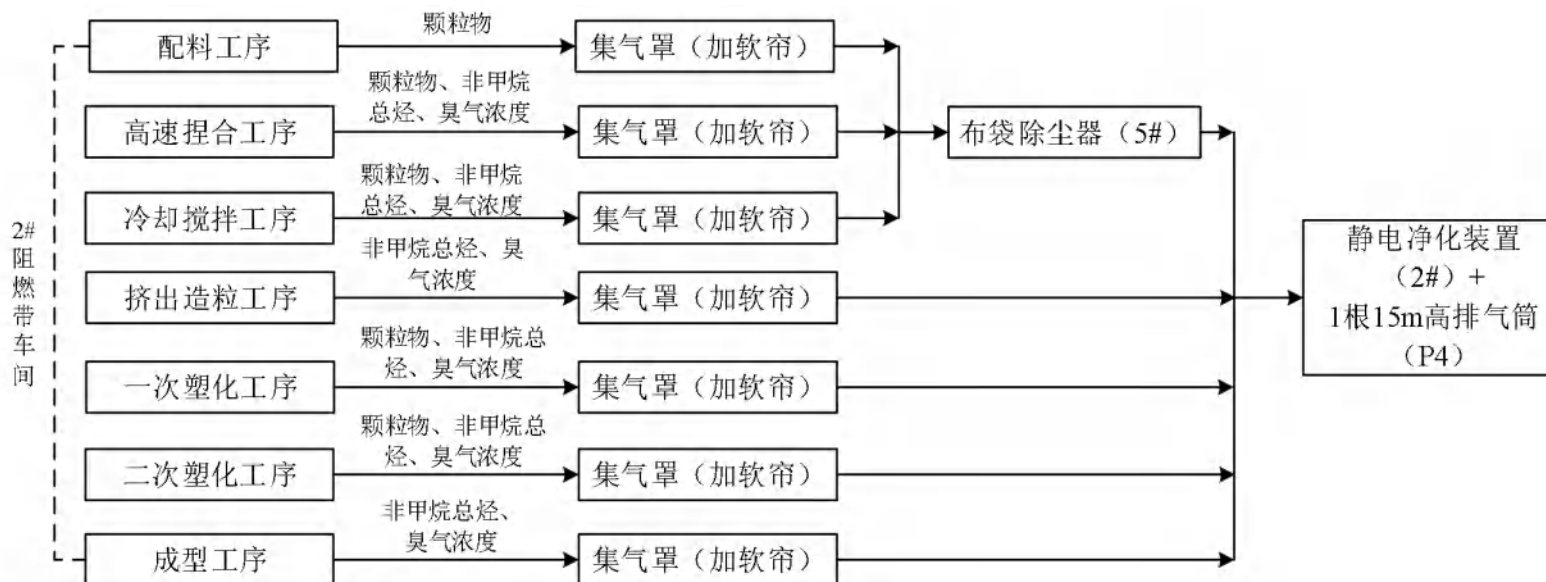 2#
阻
燃
带
车
间
配料工序
颗粒物
集气罩（加软帘）
高速捏合工序
颗粒物、非甲烷
总烃、臭气浓度
集气罩（加软帘）
布袋除尘器（5#）
冷却搅拌工序
颗粒物、非甲烷
总烃、臭气浓度
集气罩（加软帘）
挤出造粒工序
非甲烷总烃、臭
气浓度
集气罩（加软帘）
一次塑化工序
颗粒物、非甲烷总
烃、臭气浓度
集气罩（加软帘）
二次塑化工序
颗粒物、非甲烷总
烃、臭气浓度
集气罩（加软帘）
成型工序
非甲烷总烃、
臭气浓度
集气罩（加软帘）
静电净化装置
（2#）+
1根15m高排气筒
（P4）